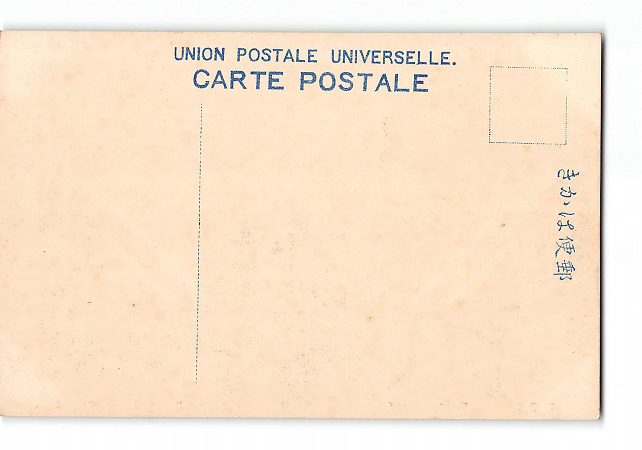 UNION POSTALE UNIVERSELLE.
CARTE POSTALE
きかは便郵